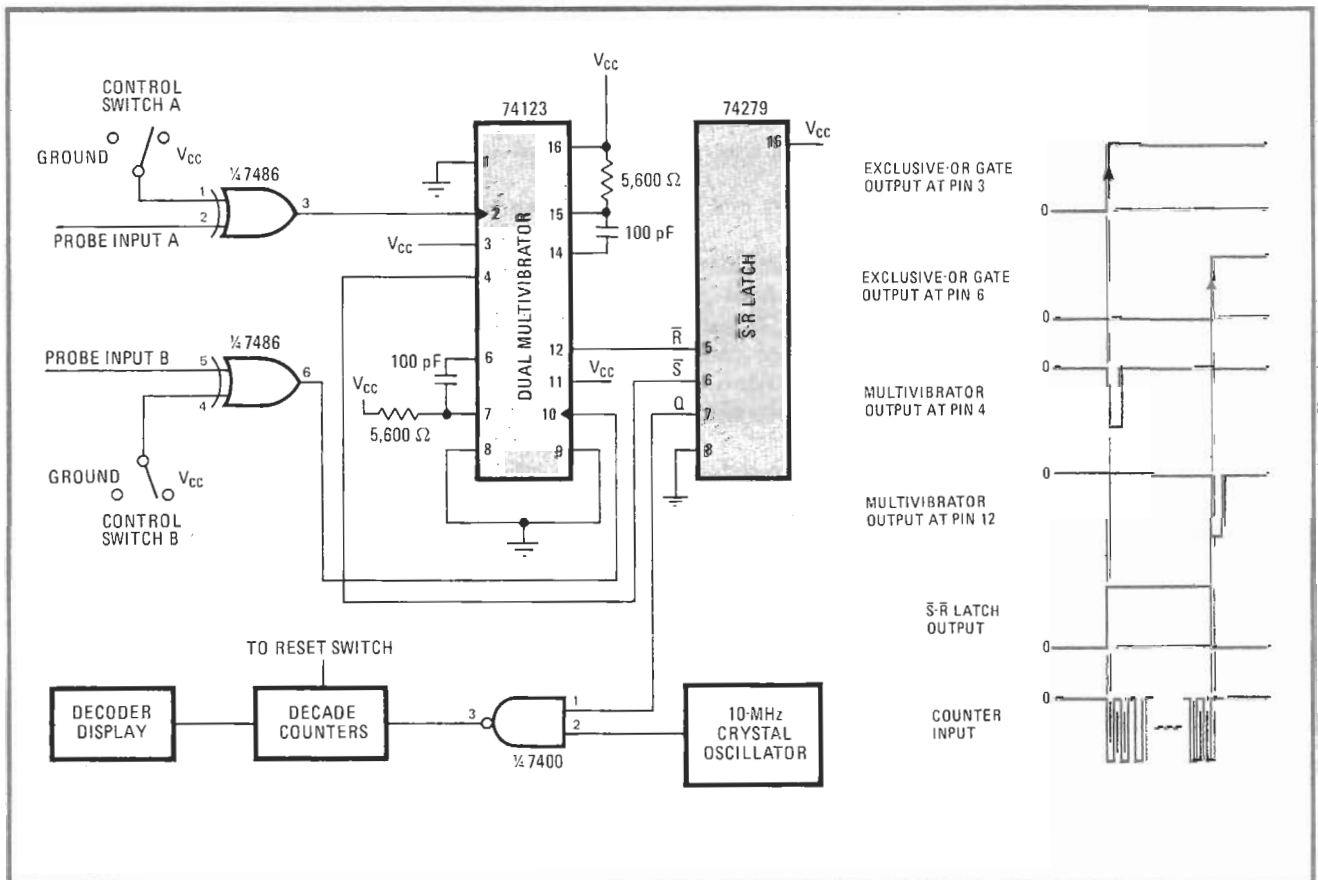 CONTROL
SWITCH A
GROUND
VCC
¼ 7486
1
2
3
PROBE INPUT A
PROBE INPUT B
¼ 7486
5
4
6
GROUND
VCC
CONTROL
SWITCH B
74123
DUAL MULTIVIBRATOR
1
2
3
4
6
7
8
16
15
14
12
11
10
9
VCC
VCC
5,600 Ω
100 pF
100 pF
VCC
5,600 Ω
VCC
74279
S̄-R̄ LATCH
16
VCC
R̄
5
S̄
6
Q
7
8
TO RESET SWITCH
DECODER
DISPLAY
DECADE
COUNTERS
3
1
2
¼ 7400
10-MHz
CRYSTAL
OSCILLATOR
EXCLUSIVE-OR GATE
OUTPUT AT PIN 3
0
EXCLUSIVE-OR GATE
OUTPUT AT PIN 6
0
MULTIVIBRATOR
OUTPUT AT PIN 4
0
MULTIVIBRATOR
OUTPUT AT PIN 12
0
S̄-R̄ LATCH
OUTPUT
0
COUNTER
INPUT
0